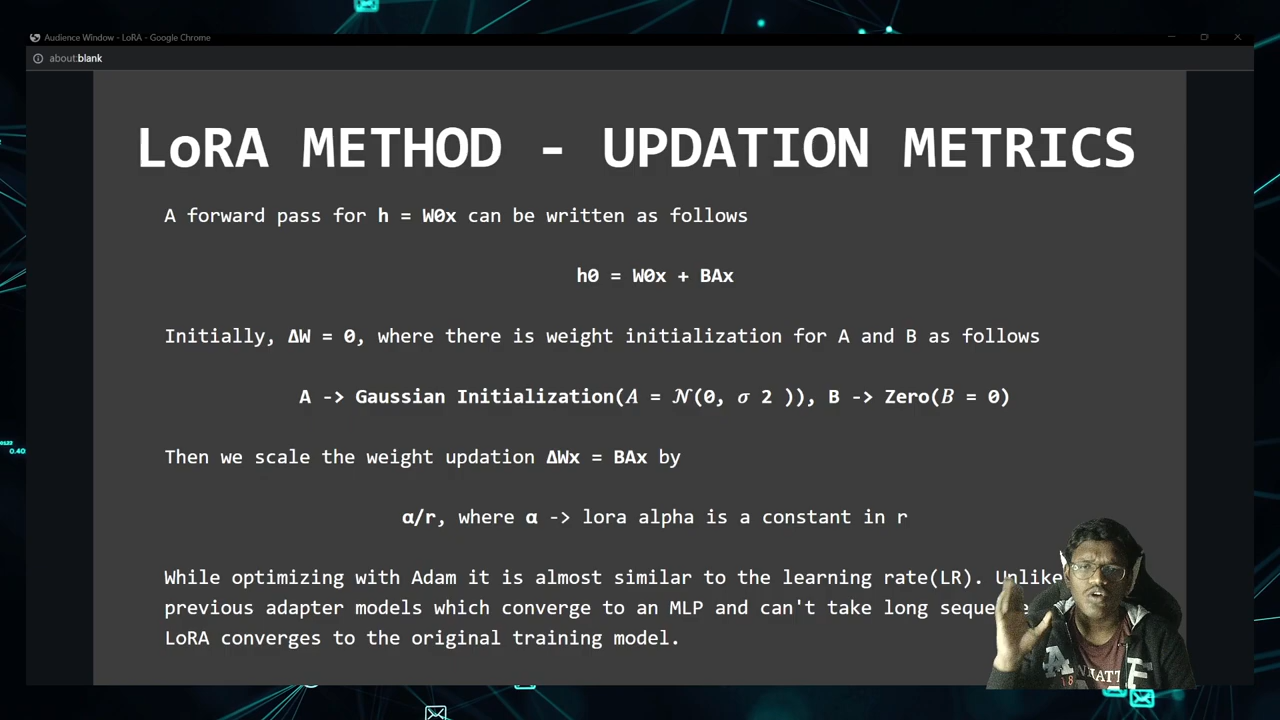 Audience Window - LoRA - Google Chrome
about:blank
LoRA METHOD - UPDATION METRICS
A forward pass for h = W0x can be written as follows
h0 = W0x + BAx
Initially, ΔW = 0, where there is weight initialization for A and B as follows
A -> Gaussian Initialization(𝐴 = 𝒩(0, 𝜎 2 )), B -> Zero(𝐵 = 0)
Then we scale the weight updation ΔWx = BAx by
α/r, where α -> lora alpha is a constant in r
While optimizing with Adam it is almost similar to the learning rate(LR). Unlike
previous adapter models which converge to an MLP and can't take long
LoRA converges to the original training model.
0.40